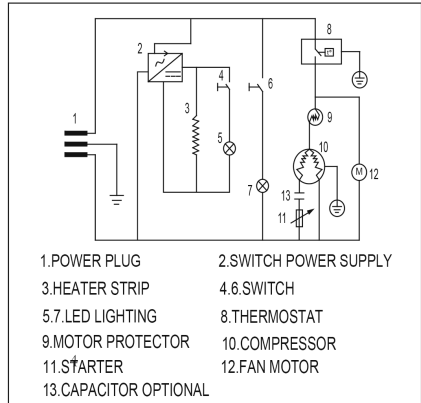 8
2
t°
4
6
1
3
5
9
10
M
12
7
13
11
1.POWER PLUG 2.SWITCH POWER SUPPLY
3.HEATER STRIP 4.6.SWITCH
5.7.LED LIGHTING 8.THERMOSTAT
9.MOTOR PROTECTOR 10.COMPRESSOR
11.STARTER 12.FAN MOTOR
4
13.CAPACITOR OPTIONAL